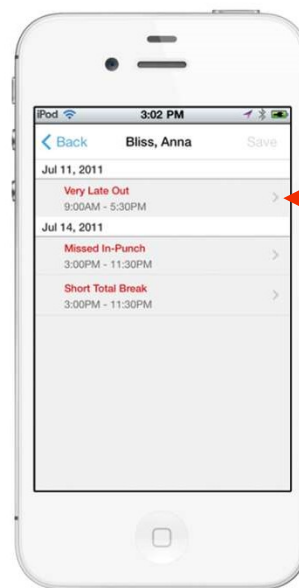 iPod 3:02 PM
Back Bliss, Anna Save
Jul 11, 2011
Very Late Out
9:00AM - 5:30PM
Jul 14, 2011
Missed In-Punch
3:00PM - 11:30PM
Short Total Break
3:00PM - 11:30PM